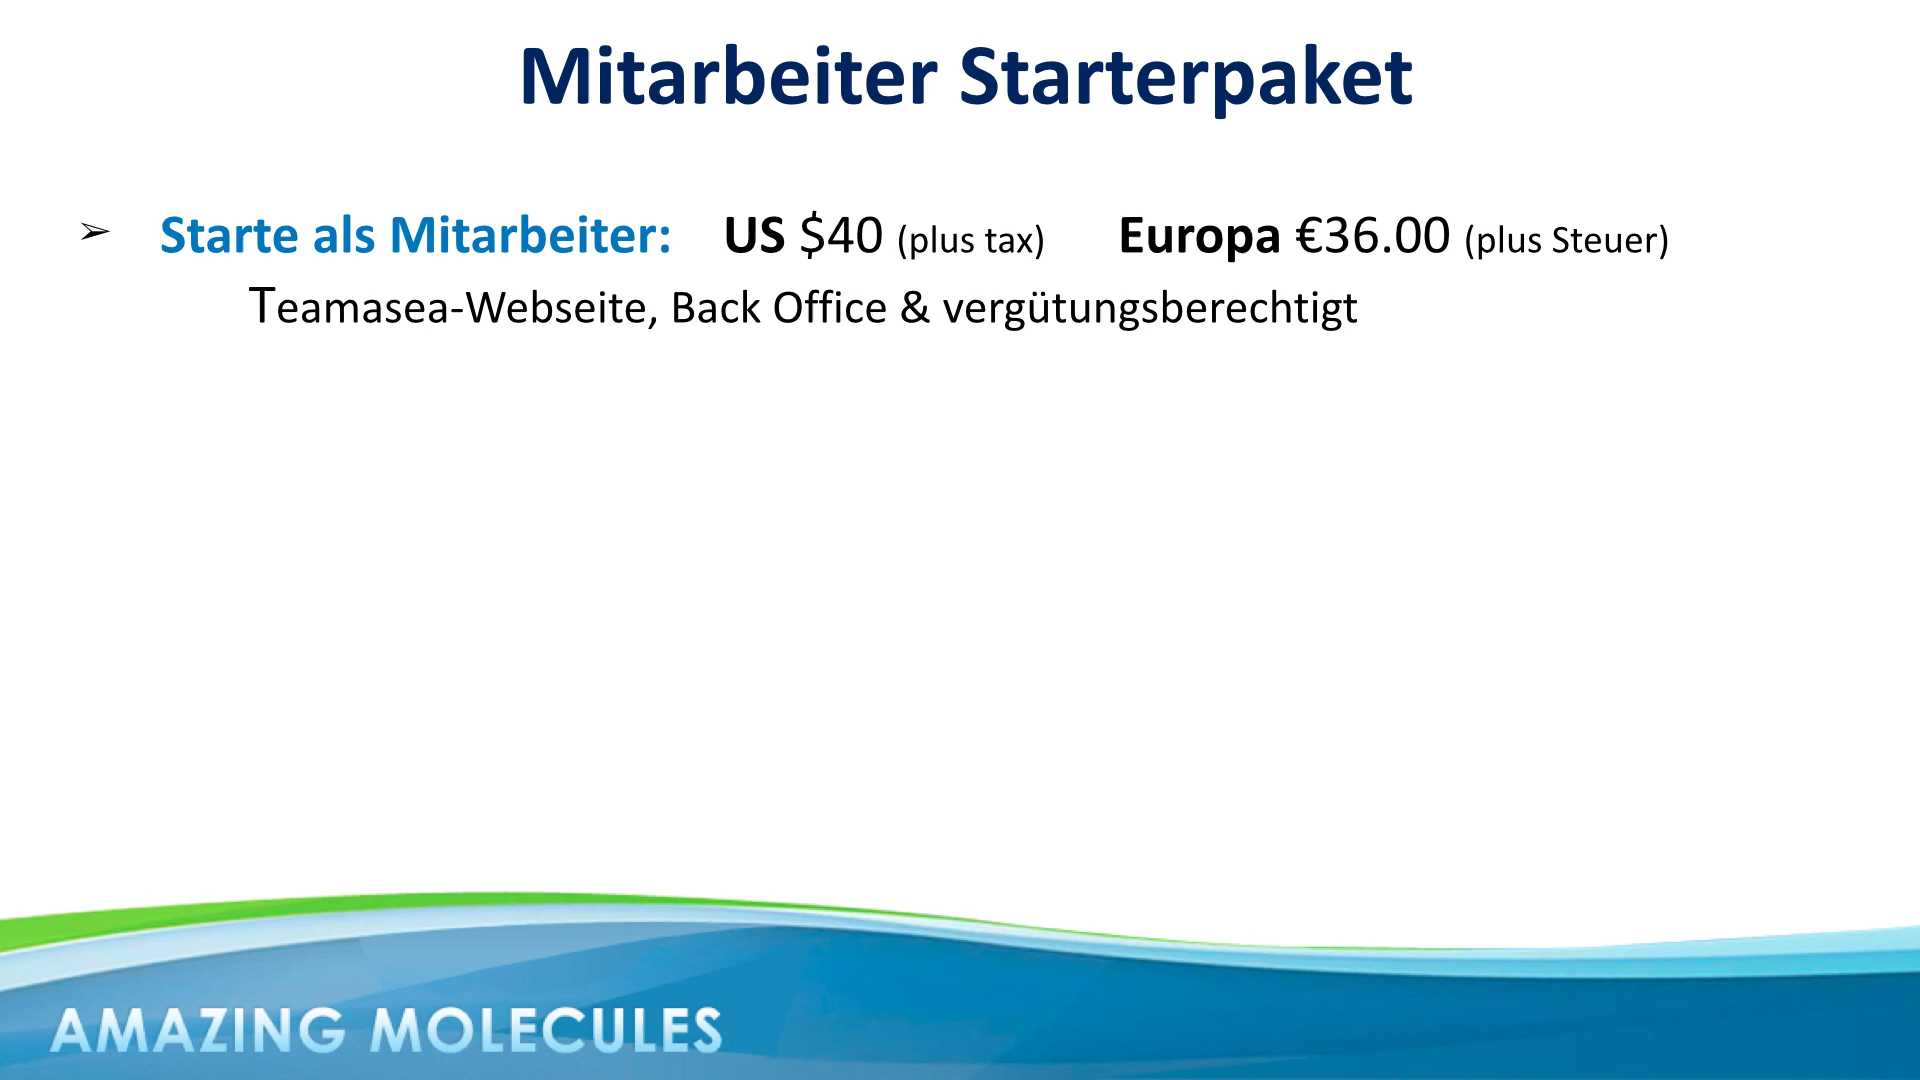 Mitarbeiter Starterpaket
➢ Starte als Mitarbeiter: US $40 (plus tax) Europa €36.00 (plus Steuer)
Teamasea-Webseite, Back Office & vergütungsberechtigt
AMAZING MOLECULES